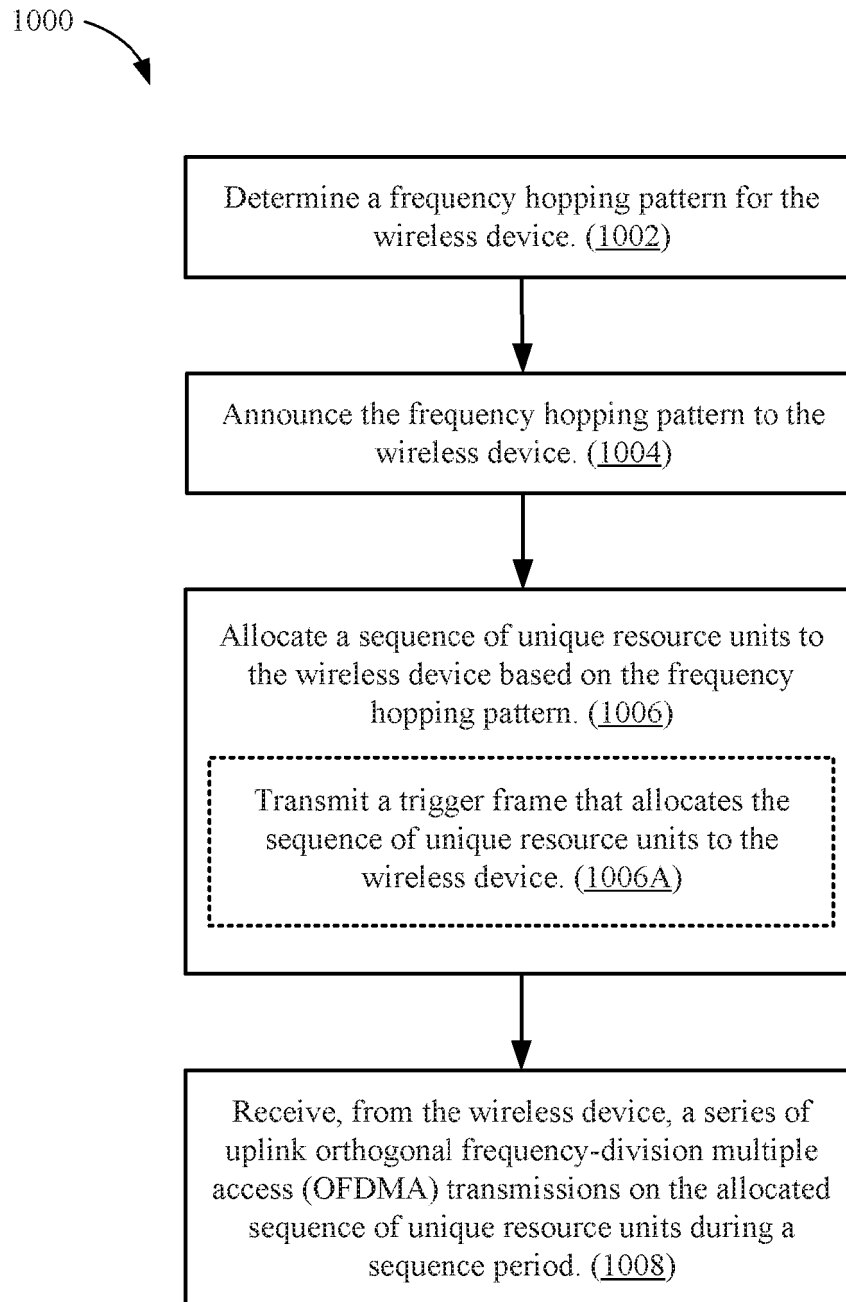 1000
Determine a frequency hopping pattern for the
wireless device. (1002)
Announce the frequency hopping pattern to the
wireless device. (1004)
Allocate a sequence of unique resource units to
the wireless device based on the frequency
hopping pattern. (1006)
Transmit a trigger frame that allocates the
sequence of unique resource units to the
wireless device. (1006A)
Receive, from the wireless device, a series of
uplink orthogonal frequency-division multiple
access (OFDMA) transmissions on the allocated
sequence of unique resource units during a
sequence period. (1008)